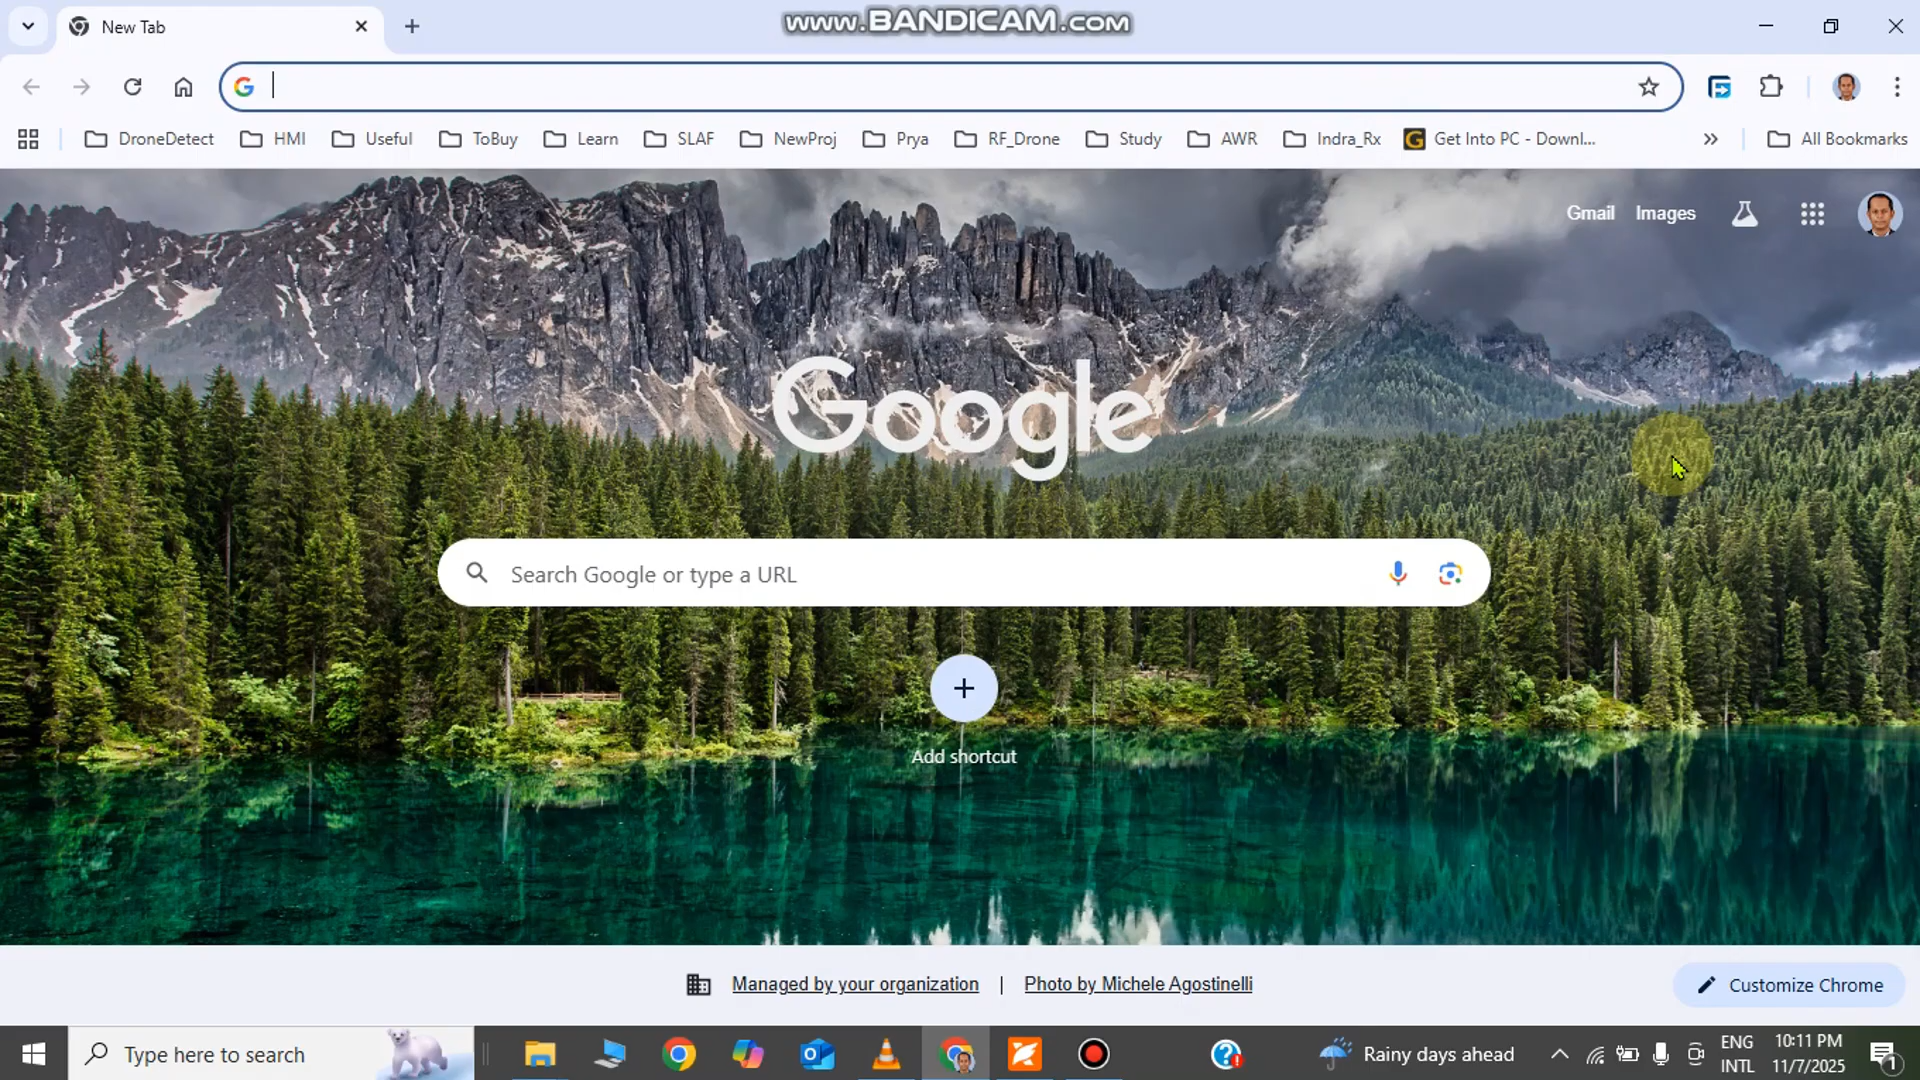 New Tab
www.BANDICAM.com
DroneDetect
HMI
Useful
ToBuy
Learn
SLAF
NewProj
Prya
RF_Drone
Study
AWR
Indra_Rx
Get Into PC - Downl...
All Bookmarks
Gmail
Images
Google
Search Google or type a URL
Add shortcut
Managed by your organization | Photo by Michele Agostinelli
Customize Chrome
Type here to search
Rainy days ahead
ENG
INTL
10:11 PM
11/7/2025
1